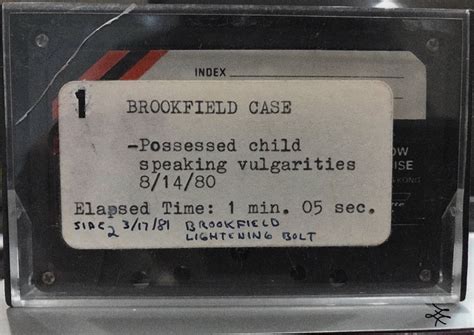 INDEX
1 BROOKFIELD CASE
-Possessed child
speaking vulgarities
8/14/80
Elapsed Time: 1 min. 05 sec.
SIDE 2 3/17/81 BROOKFIELD
LIGHTENING BOLT